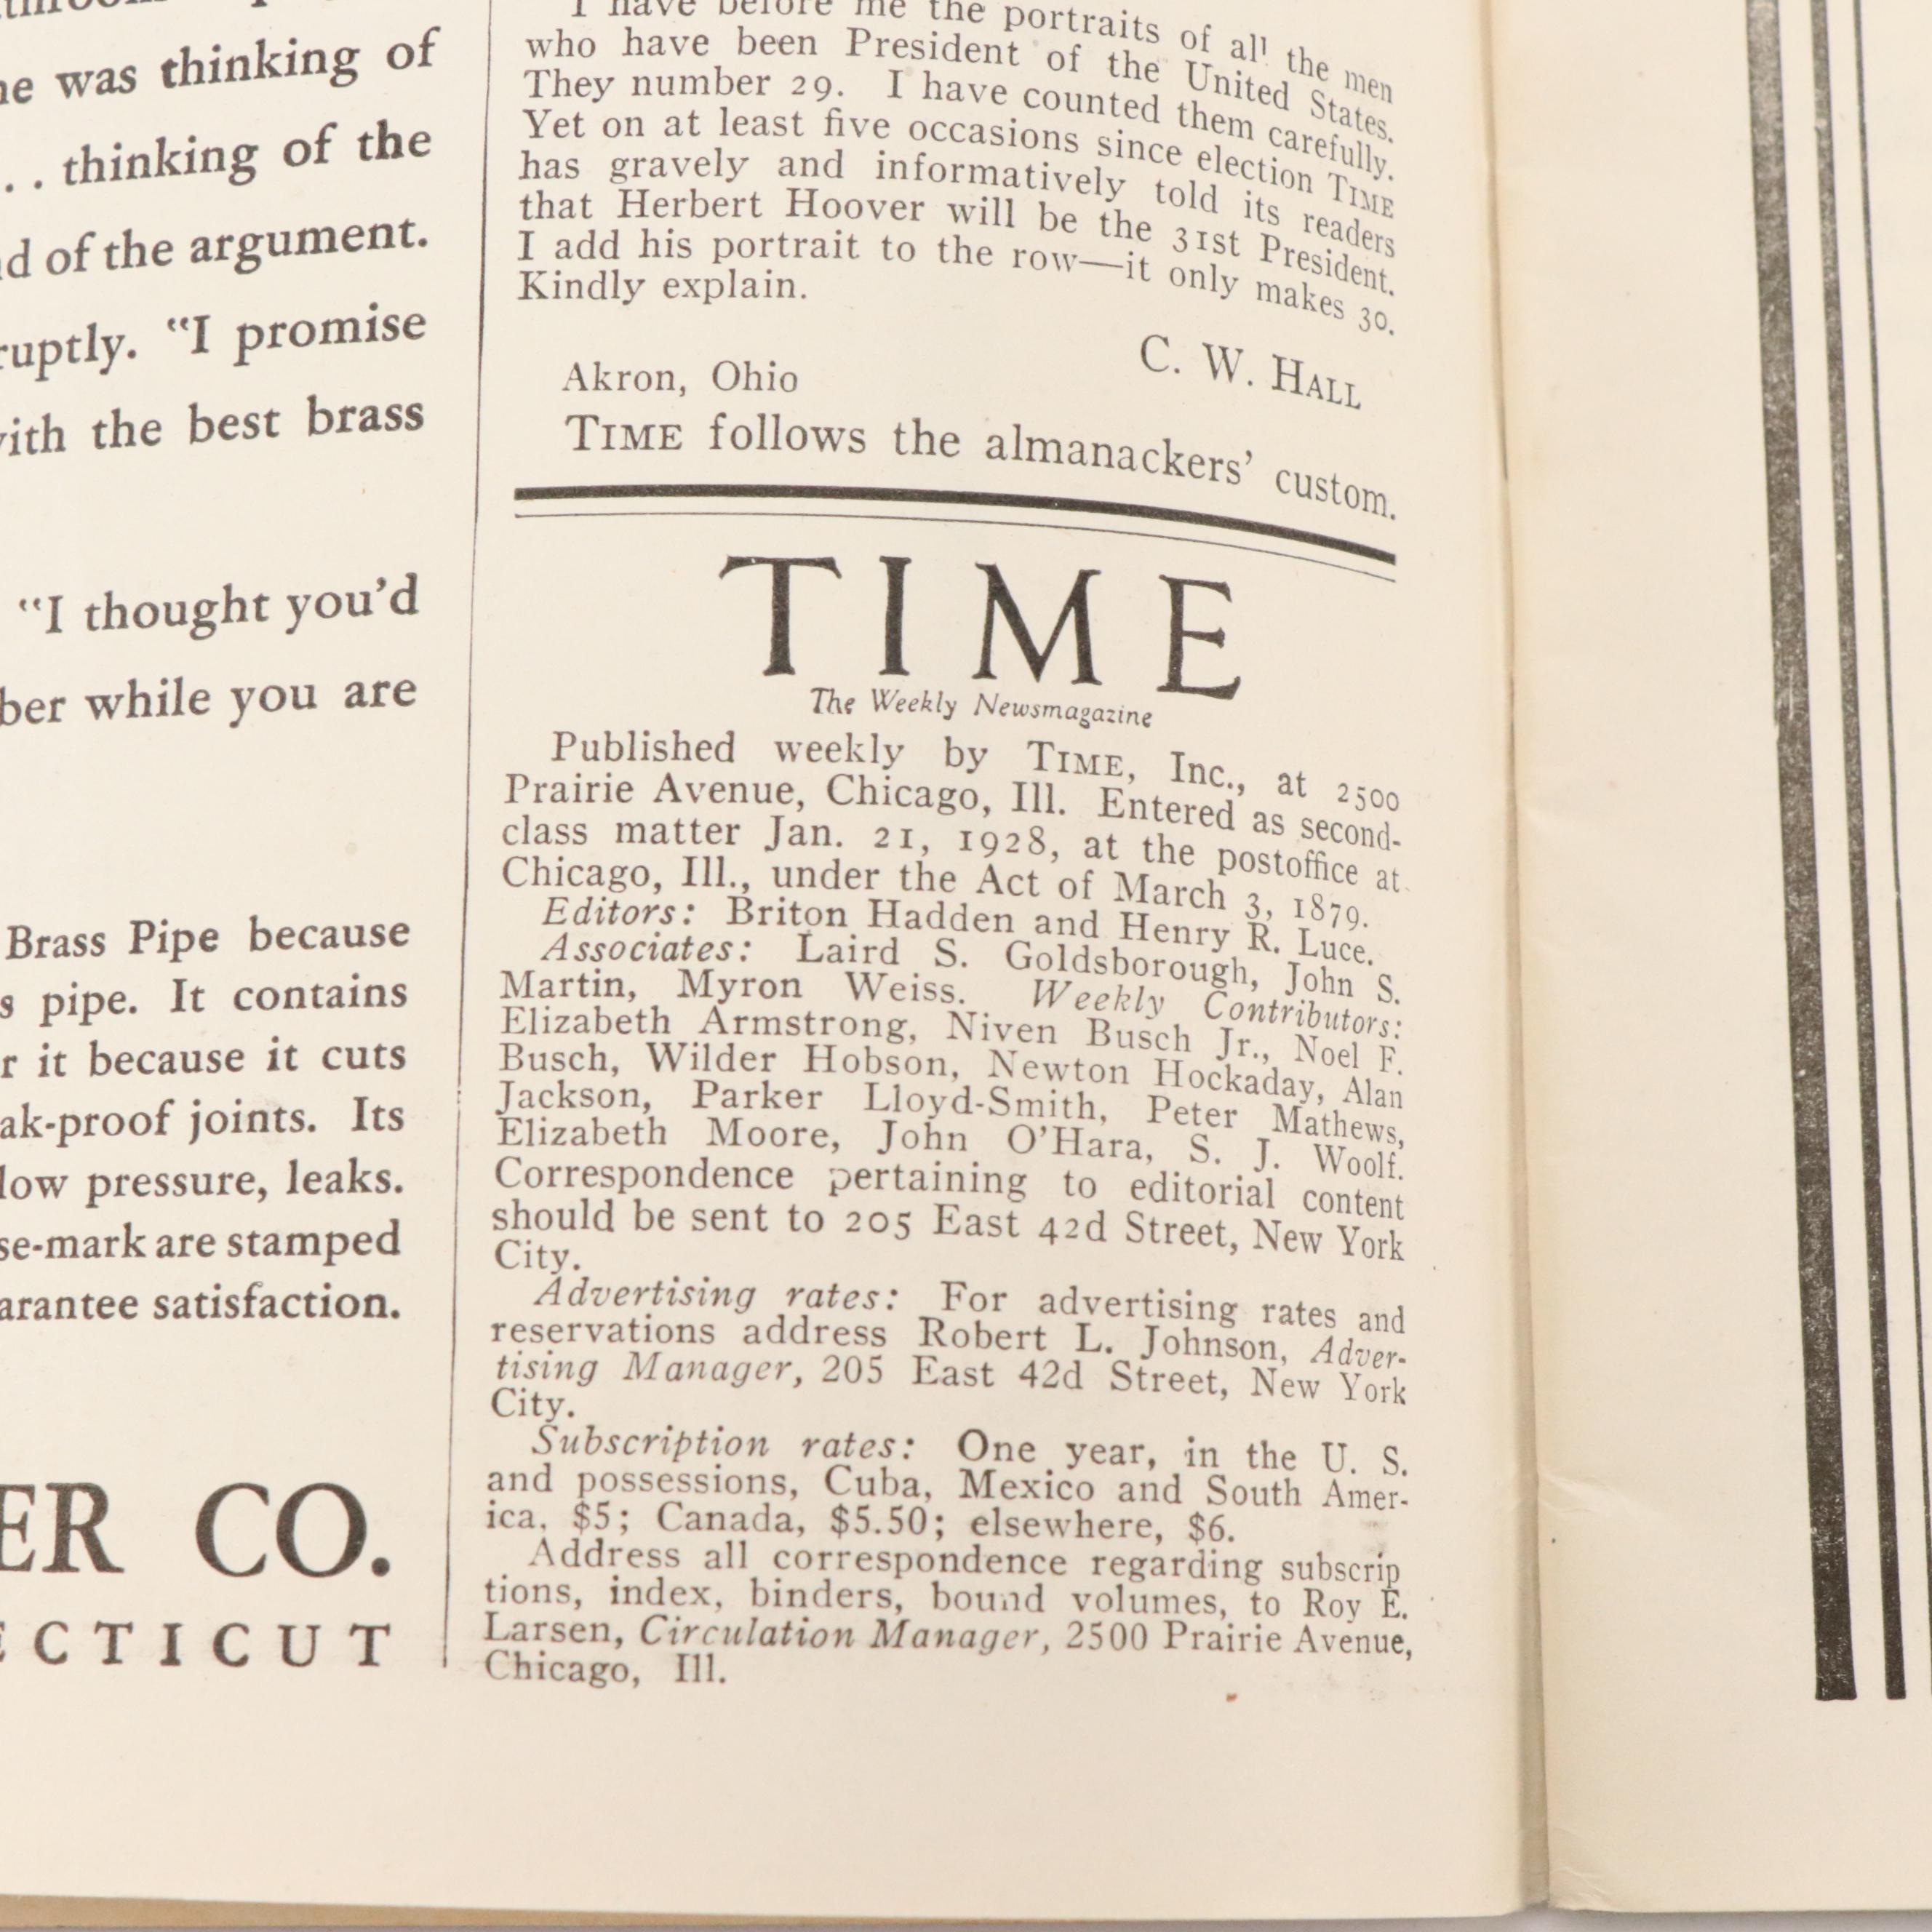 he was thinking of
. . thinking of the
of the argument.
"I promise
with the best brass
"I thought you'd
while you are
Brass Pipe because
s pipe. It contains
r it because it cuts
ak-proof joints. Its
low pressure, leaks.
se-mark are stamped
arantee satisfaction.
ER CO.
ECTICUT
I have before me the portraits of all the men
who have been President of the United States.
They number 29. I have counted them carefully.
Yet on at least five occasions since election TIME
has gravely and informatively told its readers
that Herbert Hoover will be the 31st President.
I add his portrait to the row—it only makes 30.
Kindly explain.
C. W. HALL
Akron, Ohio
TIME follows the almanackers' custom.
TIME
The Weekly Newsmagazine
Published weekly by TIME, Inc., at 2500
Prairie Avenue, Chicago, Ill. Entered as second-
class matter Jan. 21, 1928, at the postoffice at
Chicago, Ill., under the Act of March 3, 1879.
Editors: Briton Hadden and Henry R. Luce.
Associates: Laird S. Goldsborough, John S.
Martin, Myron Weiss. Weekly Contributors:
Elizabeth Armstrong, Niven Busch Jr., Noel F.
Busch, Wilder Hobson, Newton Hockaday, Alan
Jackson, Parker Lloyd-Smith, Peter Mathews,
Elizabeth Moore, John O'Hara, S. J. Woolf.
Correspondence pertaining to editorial content
should be sent to 205 East 42d Street, New York
City.
Advertising rates: For advertising rates and
reservations address Robert L. Johnson, Adver-
tising Manager, 205 East 42d Street, New York
City.
Subscription rates: One year, in the U. S.
and possessions, Cuba, Mexico and South Amer-
ica, $5; Canada, $5.50; elsewhere, $6.
Address all correspondence regarding subscrip
tions, index, binders, bound volumes, to Roy E.
Larsen, Circulation Manager, 2500 Prairie Avenue,
Chicago, Ill.